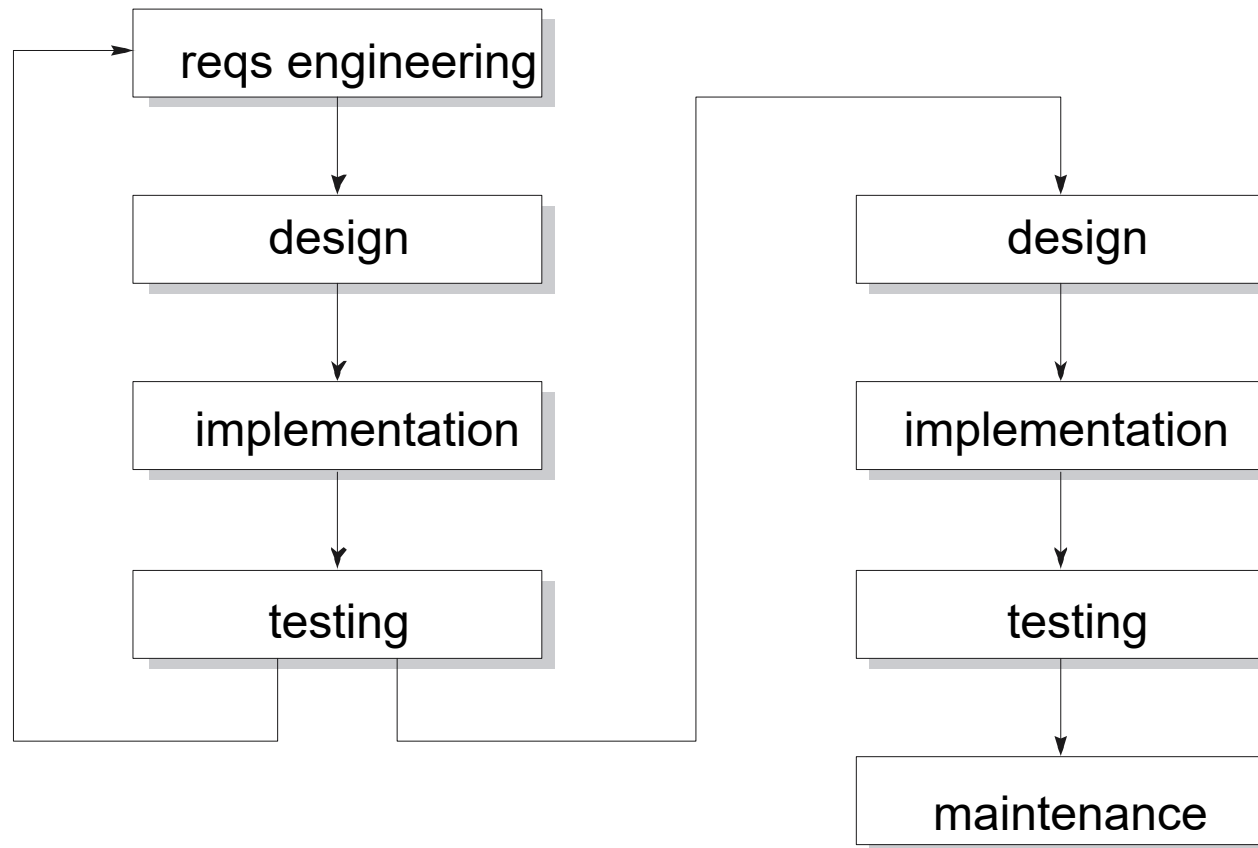 reqs engineering
design
implementation
testing
design
implementation
testing
maintenance